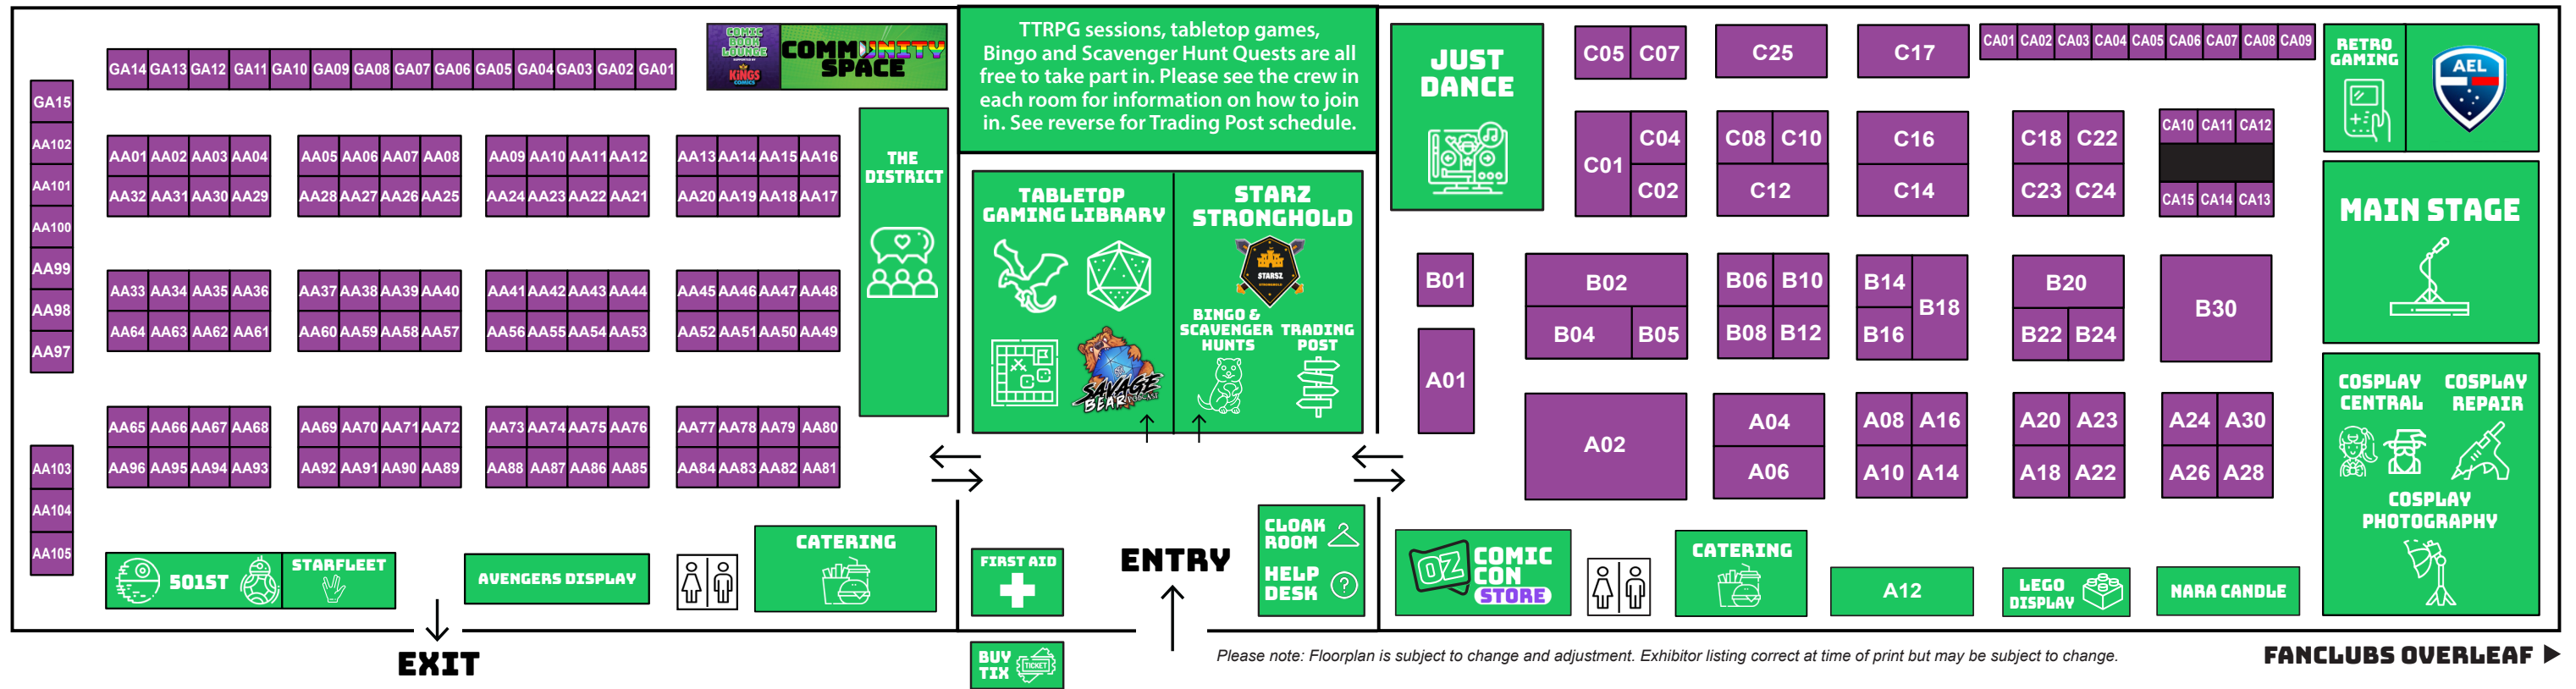 GA14 GA13 GA12 GA11 GA10 GA09 GA08 GA07 GA06 GA05 GA04 GA03 GA02 GA01
COMIC
BOOK
LOUNGE
SUPPORTED BY
KINGS
COMICS
COMMUNITY
SPACE
GA15
AA102
AA101
AA100
AA99
AA98
AA97
AA103
AA104
AA105
AA01 AA02 AA03 AA04
AA32 AA31 AA30 AA29
AA05 AA06 AA07 AA08
AA28 AA27 AA26 AA25
AA09 AA10 AA11 AA12
AA24 AA23 AA22 AA21
AA13 AA14 AA15 AA16
AA20 AA19 AA18 AA17
AA33 AA34 AA35 AA36
AA64 AA63 AA62 AA61
AA37 AA38 AA39 AA40
AA60 AA59 AA58 AA57
AA41 AA42 AA43 AA44
AA56 AA55 AA54 AA53
AA45 AA46 AA47 AA48
AA52 AA51 AA50 AA49
AA65 AA66 AA67 AA68
AA96 AA95 AA94 AA93
AA69 AA70 AA71 AA72
AA92 AA91 AA90 AA89
AA73 AA74 AA75 AA76
AA88 AA87 AA86 AA85
AA77 AA78 AA79 AA80
AA84 AA83 AA82 AA81
THE
DISTRICT
501ST
STARFLEET
AVENGERS DISPLAY
CATERING
EXIT
TTRPG sessions, tabletop games,
Bingo and Scavenger Hunt Quests are all
free to take part in. Please see the crew in
each room for information on how to join
in. See reverse for Trading Post schedule.
TABLETOP
GAMING LIBRARY
SAVAGE
BEAR
PODCAST
STARZ
STRONGHOLD
STARSZ
STRONGHOLD
BINGO &
SCAVENGER
HUNTS
TRADING
POST
FIRST AID
ENTRY
CLOAK
ROOM
HELP
DESK
?
BUY
TIX
TICKET
JUST
DANCE
C05 C07
C25
C17
CA01 CA02 CA03 CA04 CA05 CA06 CA07 CA08 CA09
C01
C04
C02
C08 C10
C12
C16
C14
C18 C22
C23 C24
CA10 CA11 CA12
CA15 CA14 CA13
B01
A01
B02
B04 B05
B06 B10
B08 B12
B14
B16
B18
B20
B22 B24
B30
A02
A04
A06
A08 A16
A10 A14
A20 A23
A18 A22
A24 A30
A26 A28
OZ
COMIC
CON
STORE
CATERING
A12
LEGO
DISPLAY
NARA CANDLE
RETRO
GAMING
AEL
MAIN STAGE
COSPLAY
CENTRAL
COSPLAY
REPAIR
COSPLAY
PHOTOGRAPHY
Please note: Floorplan is subject to change and adjustment. Exhibitor listing correct at time of print but may be subject to change.
FANCLUBS OVERLEAF